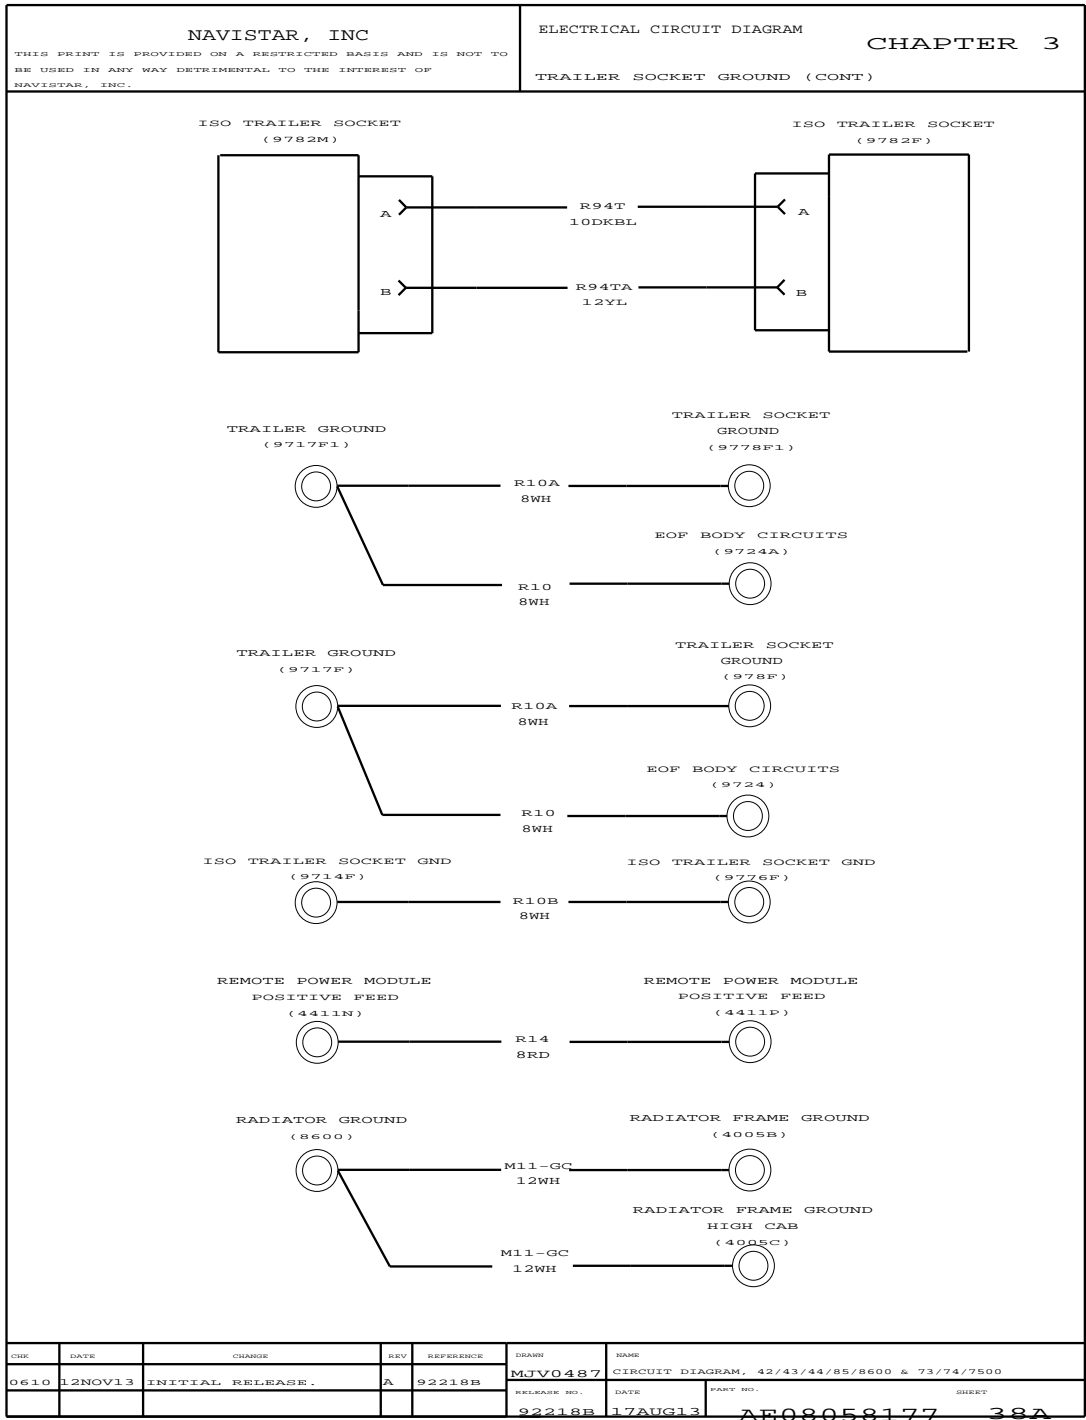 NAVISTAR, INC
THIS PRINT IS PROVIDED ON A RESTRICTED BASIS AND IS NOT TO
BE USED IN ANY WAY DETRIMENTAL TO THE INTEREST OF
NAVISTAR, INC.
ELECTRICAL CIRCUIT DIAGRAM
CHAPTER 3
TRAILER SOCKET GROUND (CONT)
ISO TRAILER SOCKET
(9782M)
ISO TRAILER SOCKET
(9782F)
A
R94T
10DKBL
A
B
R94TA
12YL
B
TRAILER GROUND
(9717F1)
TRAILER SOCKET
GROUND
(9778F1)
R10A
8WH
EOF BODY CIRCUITS
(9724A)
R10
8WH
TRAILER GROUND
(9717F)
TRAILER SOCKET
GROUND
(978F)
R10A
8WH
EOF BODY CIRCUITS
(9724)
R10
8WH
ISO TRAILER SOCKET GND
(9714F)
ISO TRAILER SOCKET GND
(9776F)
R10B
8WH
REMOTE POWER MODULE
POSITIVE FEED
(4411N)
REMOTE POWER MODULE
POSITIVE FEED
(4411P)
R14
8RD
RADIATOR GROUND
(8600)
RADIATOR FRAME GROUND
(4005B)
M11-GC
12WH
RADIATOR FRAME GROUND
HIGH CAB
(4005C)
M11-GC
12WH
CHK DATE CHANGE REV REFERENCE
0610 12NOV13 INITIAL RELEASE. A 92218B
DRAWN
MJV0487
NAME
CIRCUIT DIAGRAM, 42/43/44/85/8600 & 73/74/7500
RELEASE NO.
92218B
DATE
17AUG13
PART NO.
AE08058177
SHEET
38A